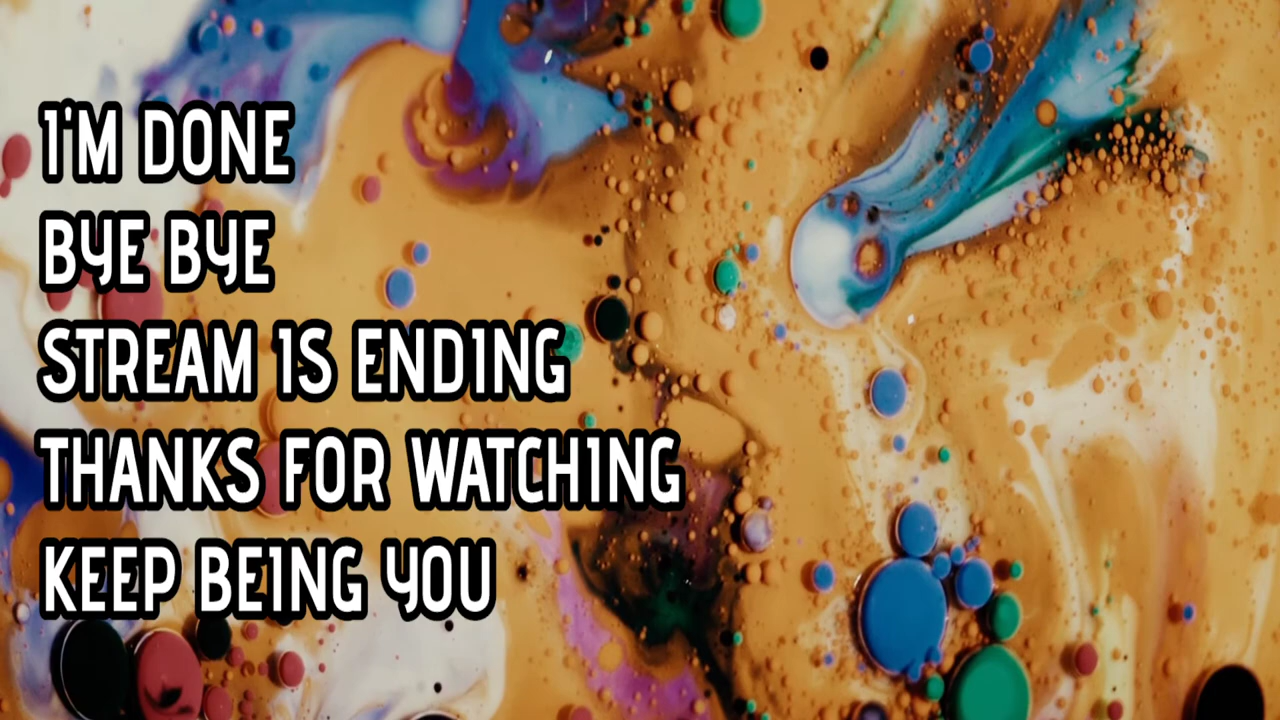 I'M DONE
BYE BYE
STREAM IS ENDING
THANKS FOR WATCHING
KEEP BEING YOU